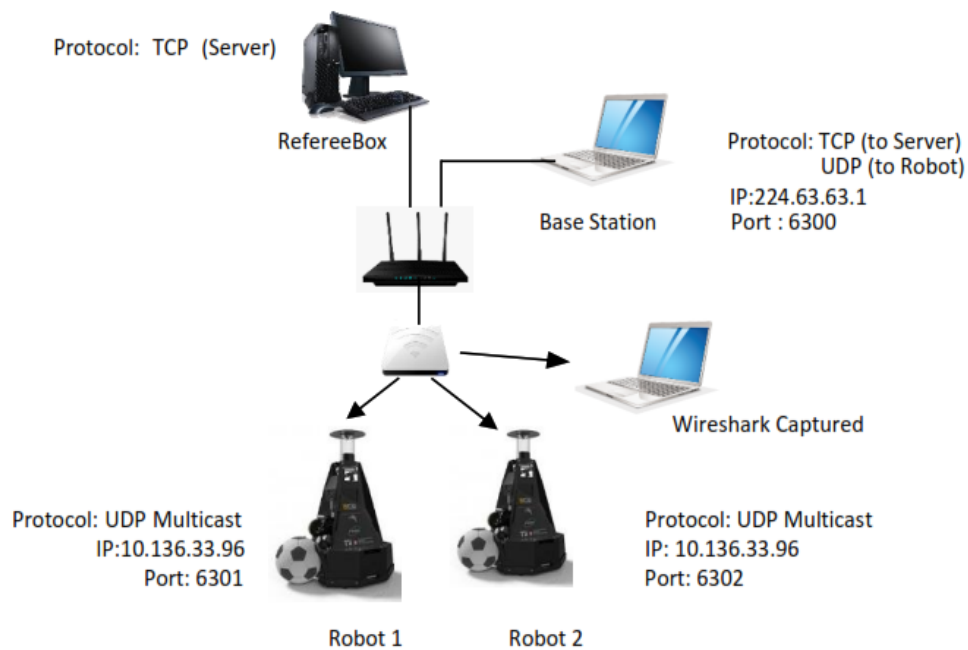 Protocol: TCP (Server)
RefereeBox
Protocol: TCP (to Server)
UDP (to Robot)
IP:224.63.63.1
Port : 6300
Base Station
Wireshark Captured
Protocol: UDP Multicast
IP:10.136.33.96
Port: 6301
Protocol: UDP Multicast
IP: 10.136.33.96
Port: 6302
Robot 1
Robot 2